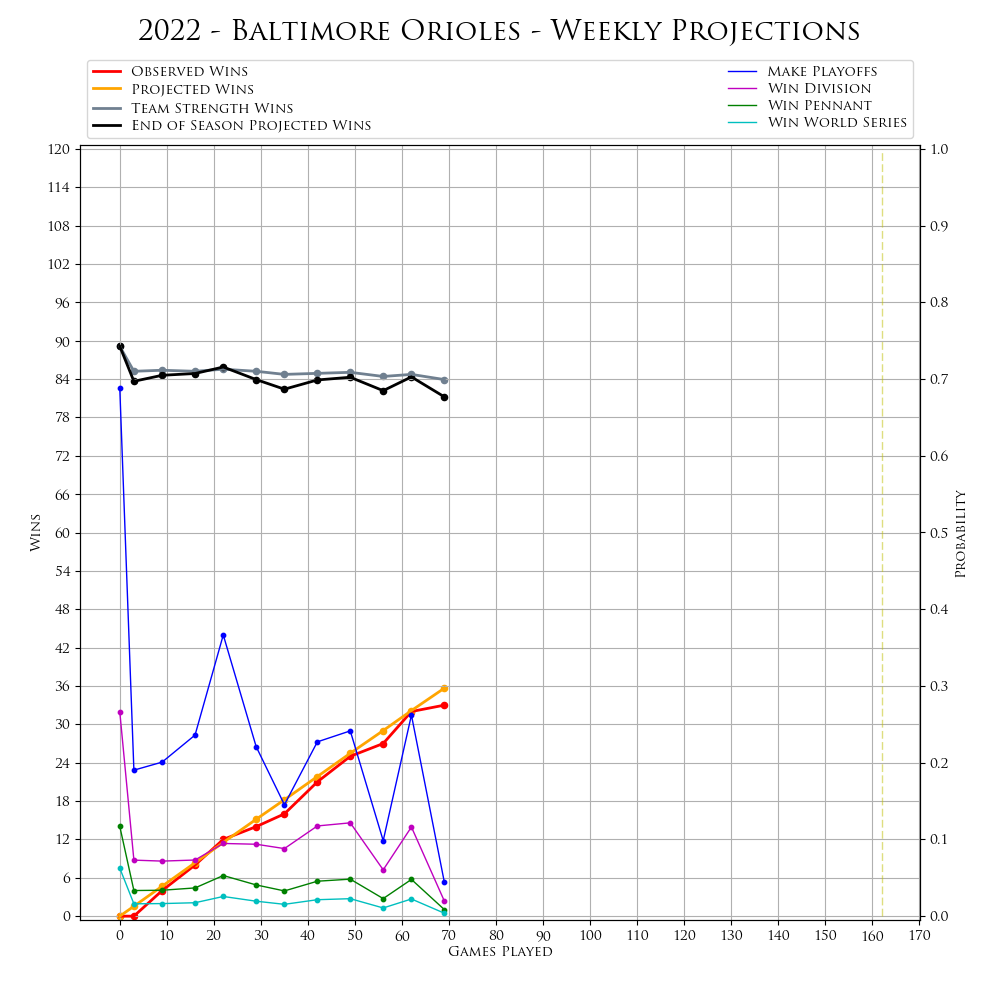 2022 - Baltimore Orioles - Weekly Projections
Observed Wins
Projected Wins
Team Strength Wins
End of Season Projected Wins
Make Playoffs
Win Division
Win Pennant
Win World Series
120
114
108
102
96
90
84
78
72
66
60
54
48
42
36
30
24
18
12
6
0
Wins
1.0
0.9
0.8
0.7
0.6
0.5
0.4
0.3
0.2
0.1
0.0
Probability
0 10 20 30 40 50 60 70 80 90 100 110 120 130 140 150 160 170
Games Played